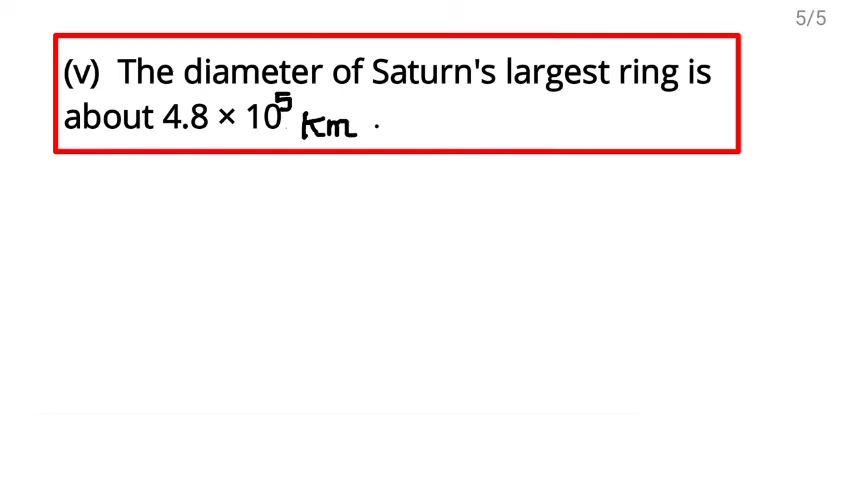 5/5
(v) The diameter of Saturn's largest ring is
about 4.8 × 10⁵ Km .